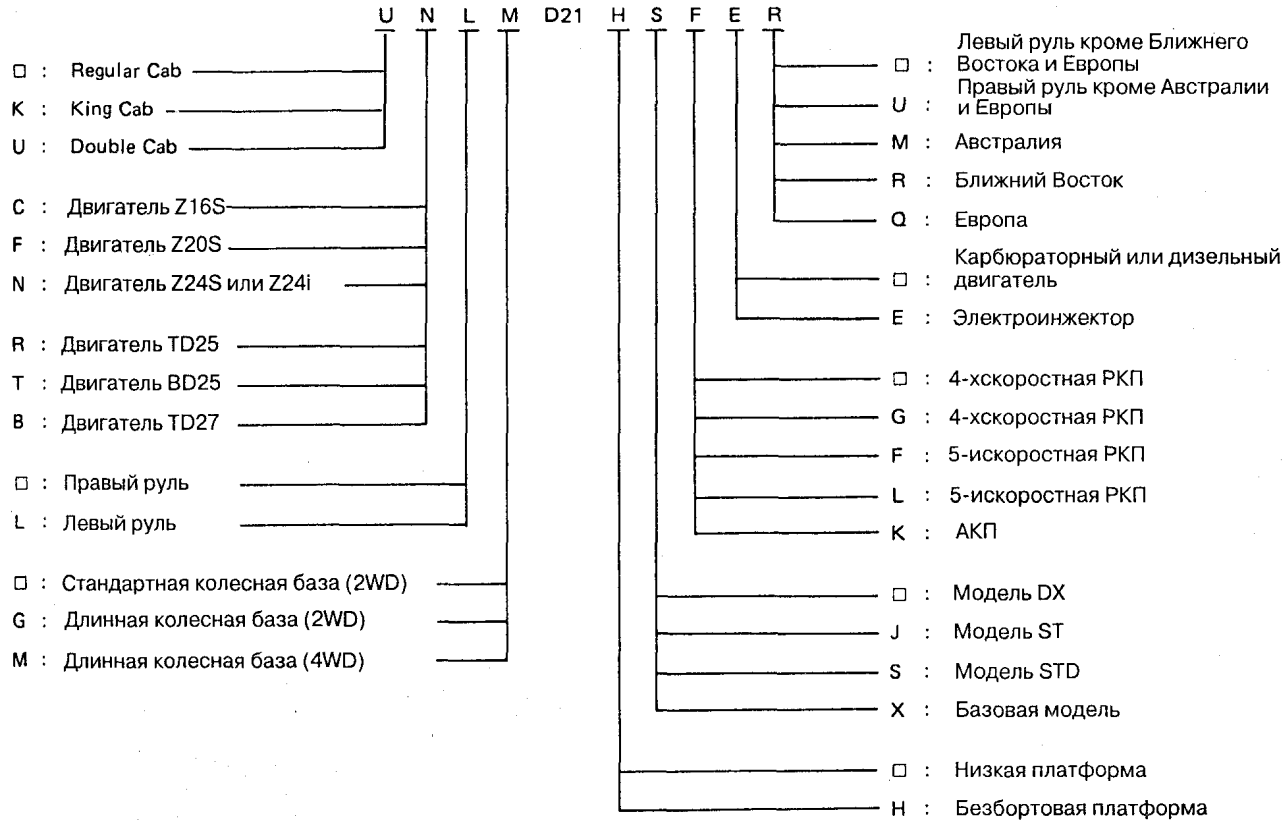 U N L M D21 H S F E R
□ : Regular Cab
K : King Cab
U : Double Cab
C : Двигатель Z16S
F : Двигатель Z20S
N : Двигатель Z24S или Z24i
R : Двигатель TD25
T : Двигатель BD25
B : Двигатель TD27
□ : Правый руль
L : Левый руль
□ : Стандартная колесная база (2WD)
G : Длинная колесная база (2WD)
M : Длинная колесная база (4WD)
Левый руль кроме Ближнего
□ : Востока и Европы
Правый руль кроме Австралии
U : и Европы
M : Австралия
R : Ближний Восток
Q : Европа
Карбюраторный или дизельный
□ : двигатель
E : Электроинжектор
□ : 4-хскоростная РКП
G : 4-хскоростная РКП
F : 5-искоростная РКП
L : 5-искоростная РКП
K : АКП
□ : Модель DX
J : Модель ST
S : Модель STD
X : Базовая модель
□ : Низкая платформа
H : Безбортовая платформа